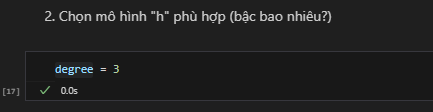 2. Chọn mô hình "h" phù hợp (bậc bao nhiêu?)
degree = 3
[17] 0.0s